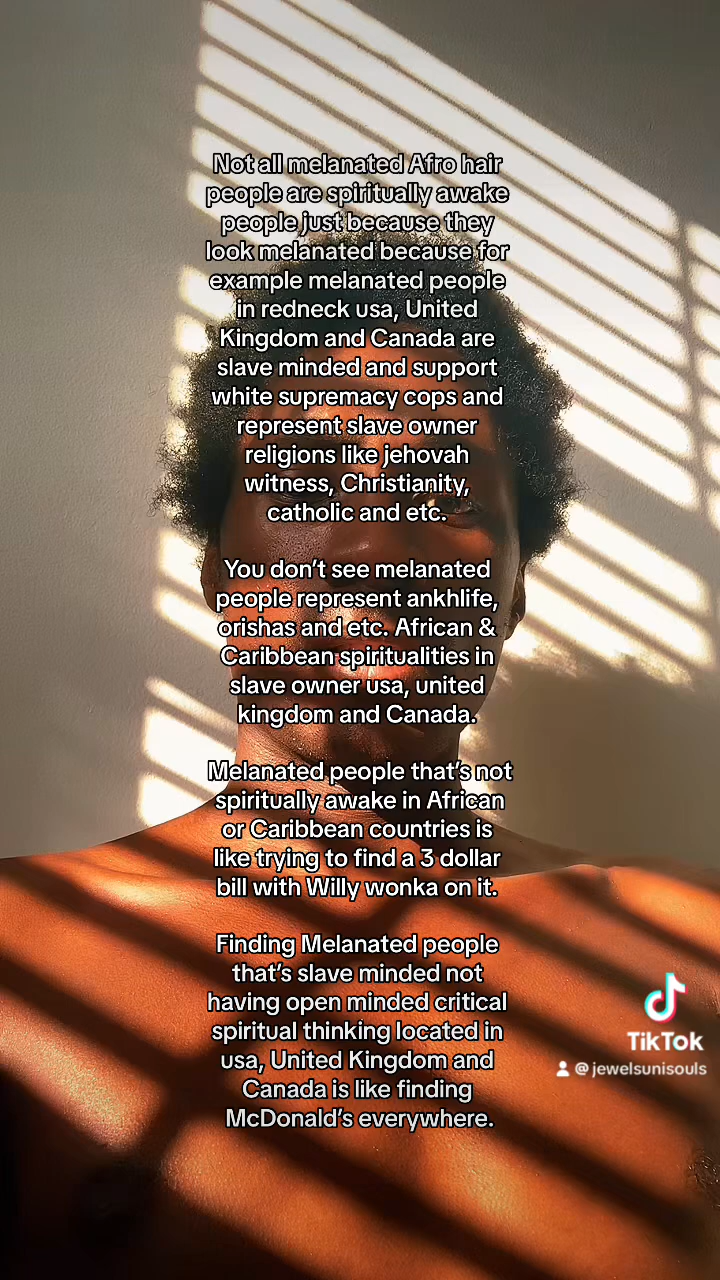 Not all melanated Afro hair
people are spiritually awake
people just because they
look melanated because for
example melanated people
in redneck usa, United
Kingdom and Canada are
slave minded and support
white supremacy cops and
represent slave owner
religions like jehovah
witness, Christianity,
catholic and etc.
You don't see melanated
people represent ankhlife,
orishas and etc. African &
Caribbean spiritualities in
slave owner usa, united
kingdom and Canada.
Melanated people that's not
spiritually awake in African
or Caribbean countries is
like trying to find a 3 dollar
bill with Willy wonka on it.
Finding Melanated people
that's slave minded not
having open minded critical
spiritual thinking located in
usa, United Kingdom and
Canada is like finding
McDonald's everywhere.
TikTok
@jewelsunisouls